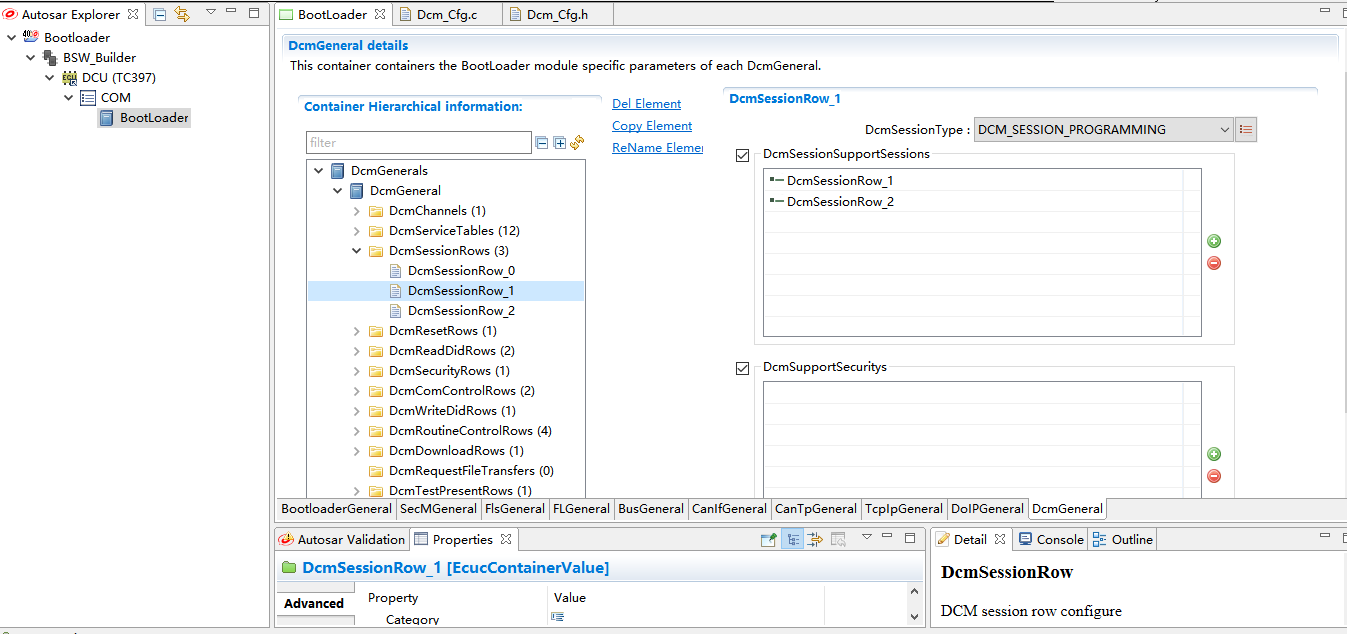 Autosar Explorer
Bootloader
BSW_Builder
DCU (TC397)
COM
BootLoader
BootLoader
Dcm_Cfg.c
Dcm_Cfg.h
DcmGeneral details
This container containers the BootLoader module specific parameters of each DcmGeneral.
Container Hierarchical information:
filter
DcmGenerals
DcmGeneral
DcmChannels (1)
DcmServiceTables (12)
DcmSessionRows (3)
DcmSessionRow_0
DcmSessionRow_1
DcmSessionRow_2
DcmResetRows (1)
DcmReadDidRows (2)
DcmSecurityRows (1)
DcmComControlRows (2)
DcmWriteDidRows (1)
DcmRoutineControlRows (4)
DcmDownloadRows (1)
DcmRequestFileTransfers (0)
DcmTestPresentRows (1)
Del Element
Copy Element
ReName Elemen
DcmSessionRow_1
DcmSessionType : DCM_SESSION_PROGRAMMING
DcmSessionSupportSessions
DcmSessionRow_1
DcmSessionRow_2
DcmSupportSecuritys
BootloaderGeneral SecMGeneral FlsGeneral FLGeneral BusGeneral CanIfGeneral CanTpGeneral TcpIpGeneral DoIPGeneral DcmGeneral
Autosar Validation
Properties
DcmSessionRow_1 [EcucContainerValue]
Advanced
Property Value
Category
Detail
Console
Outline
DcmSessionRow
DCM session row configure